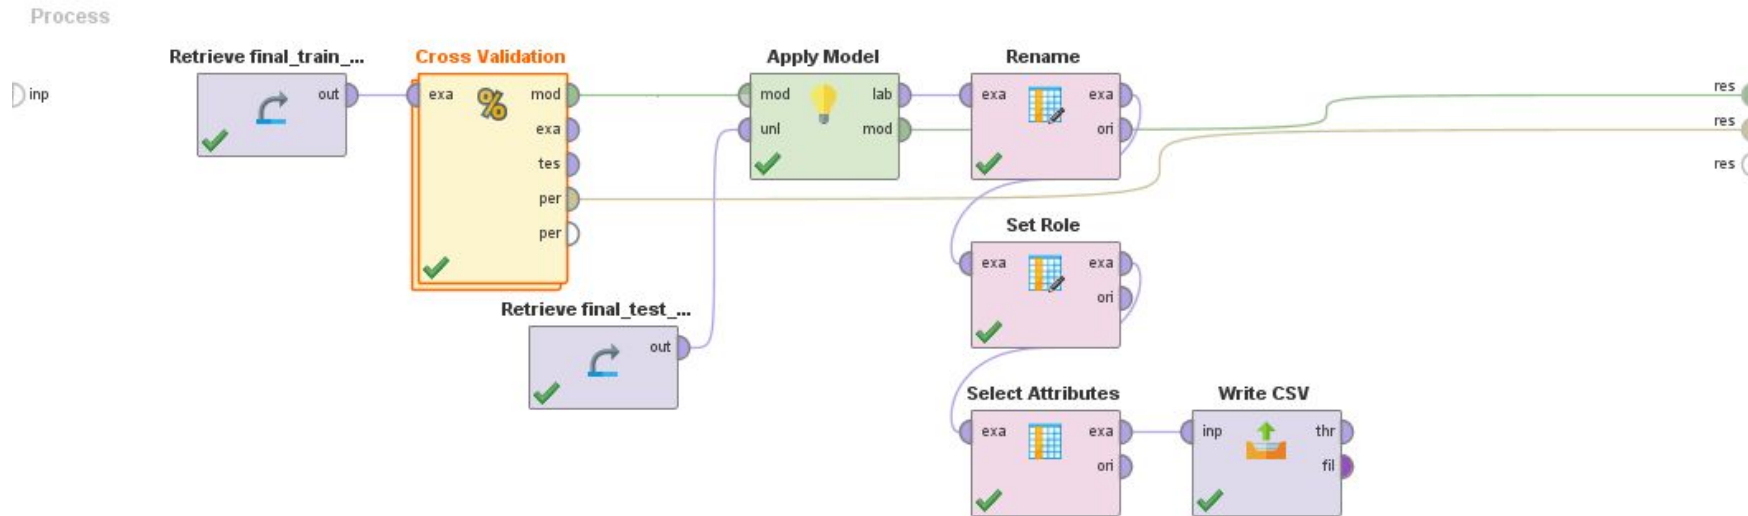 Process
Retrieve final_train_...
Cross Validation
Apply Model
Rename
inp
out
exa
mod
exa
tes
per
per
mod
unl
lab
mod
exa
exa
ori
res
res
res
Set Role
exa
exa
ori
Retrieve final_test_...
out
Select Attributes
exa
exa
ori
Write CSV
inp
thr
fil